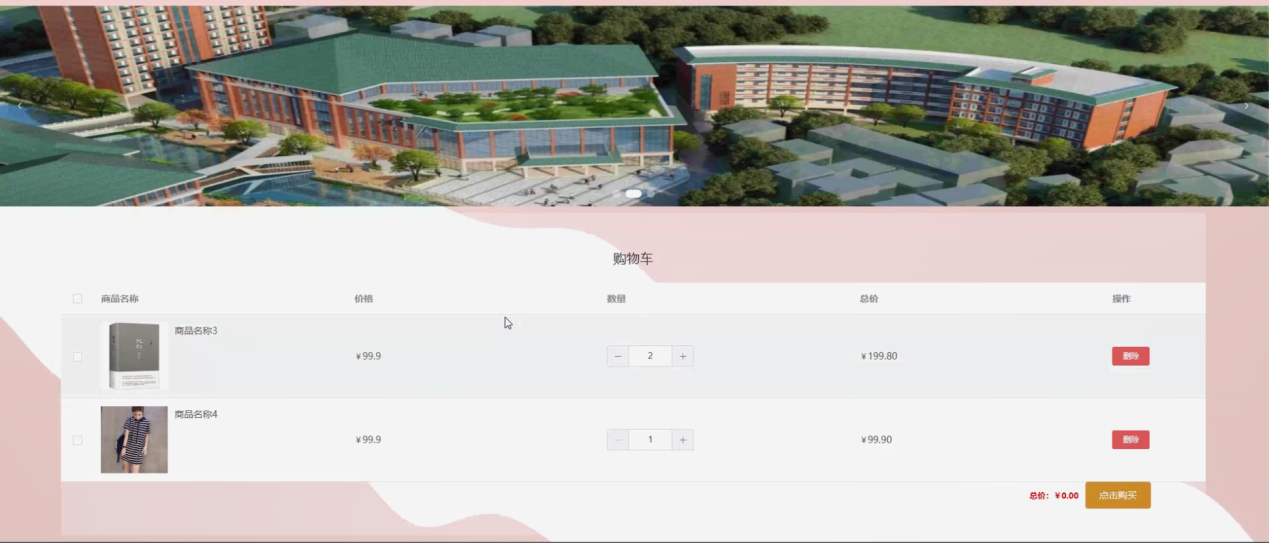 购物车
商品名称 价格 数量 总价 操作
商品名称3
¥99.9 − 2 + ¥199.80 删除
商品名称4
¥99.9 − 1 + ¥99.90 删除
总价：¥0.00 点击购买